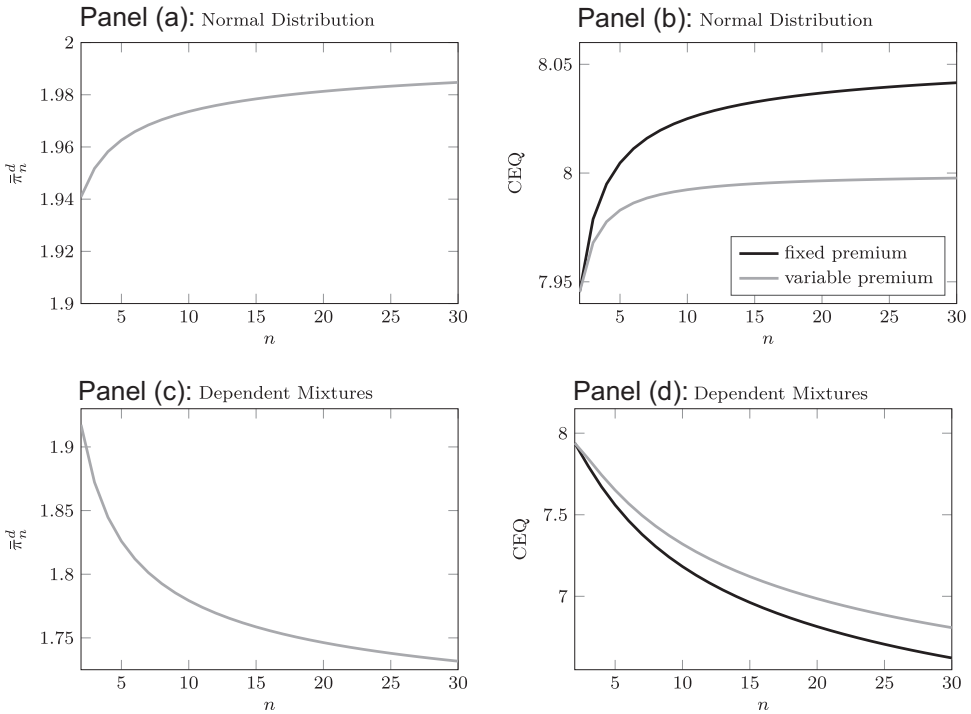 Panel (a): Normal Distribution
2
1.98
1.96
1.94
1.92
1.9
π̄ᵈₙ
5 10 15 20 25 30
n
Panel (b): Normal Distribution
8.05
8
7.95
CEQ
fixed premium
variable premium
5 10 15 20 25 30
n
Panel (c): Dependent Mixtures
1.9
1.85
1.8
1.75
π̄ᵈₙ
5 10 15 20 25 30
n
Panel (d): Dependent Mixtures
8
7.5
7
CEQ
5 10 15 20 25 30
n